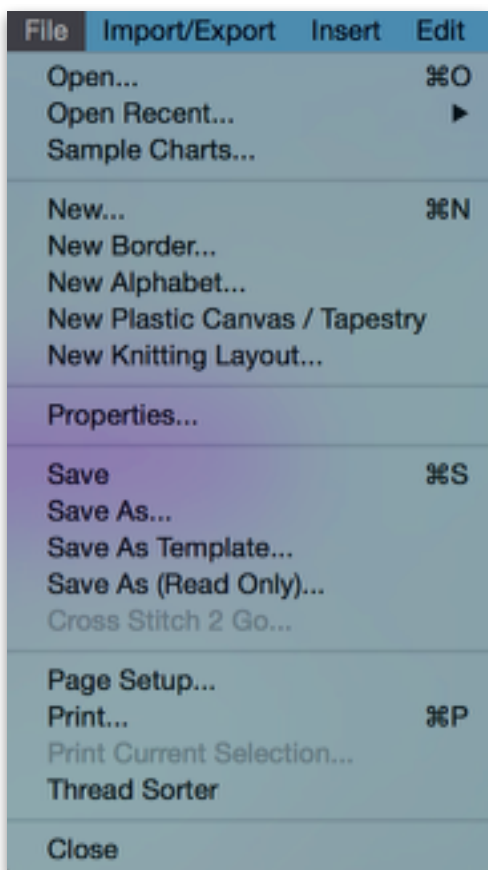 File Import/Export Insert Edit
Open... ⌘O
Open Recent... ▶
Sample Charts...
New... ⌘N
New Border...
New Alphabet...
New Plastic Canvas / Tapestry
New Knitting Layout...
Properties...
Save ⌘S
Save As...
Save As Template...
Save As (Read Only)...
Cross Stitch 2 Go...
Page Setup...
Print... ⌘P
Print Current Selection...
Thread Sorter
Close